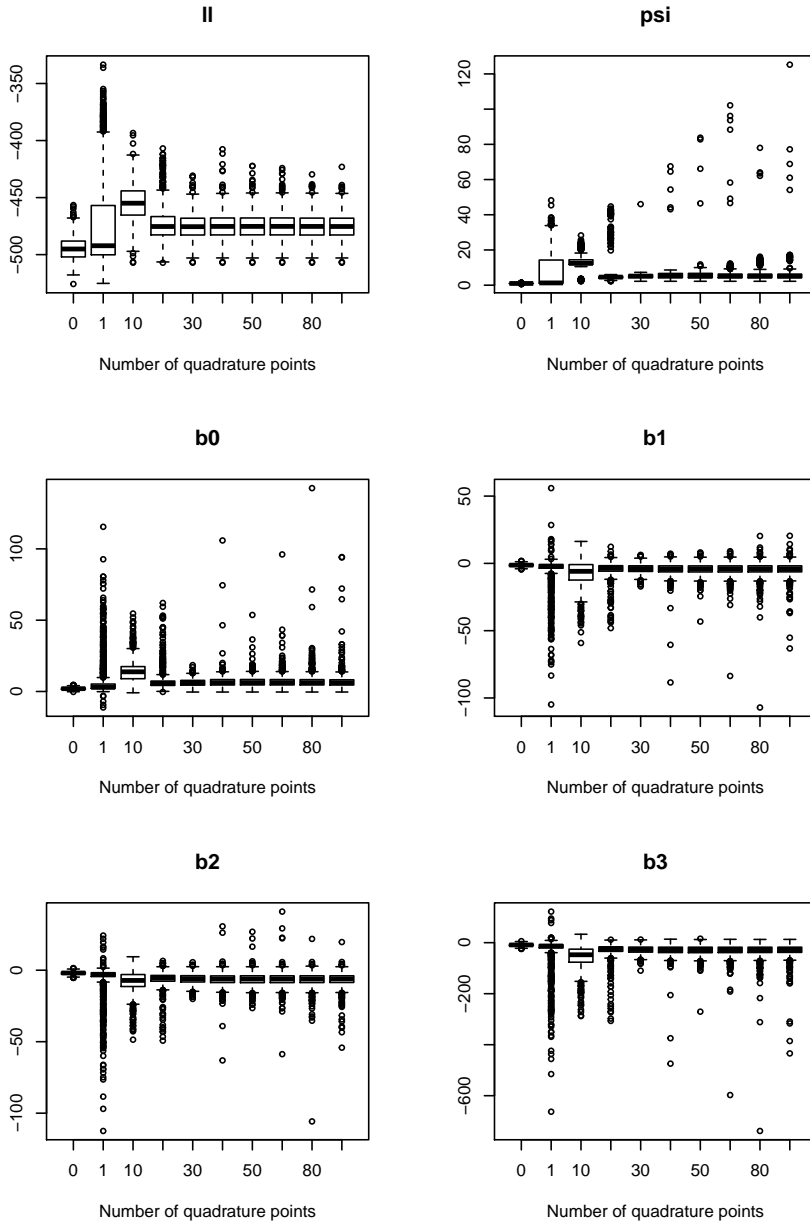 ll
−350
−400
−450
−500
0 1 10 30 50 80
Number of quadrature points
psi
120
80
60
40
20
0
0 1 10 30 50 80
Number of quadrature points
b0
100
50
0
0 1 10 30 50 80
Number of quadrature points
b1
50
0
−50
−100
0 1 10 30 50 80
Number of quadrature points
b2
0
−50
−100
0 1 10 30 50 80
Number of quadrature points
b3
0
−200
−600
0 1 10 30 50 80
Number of quadrature points